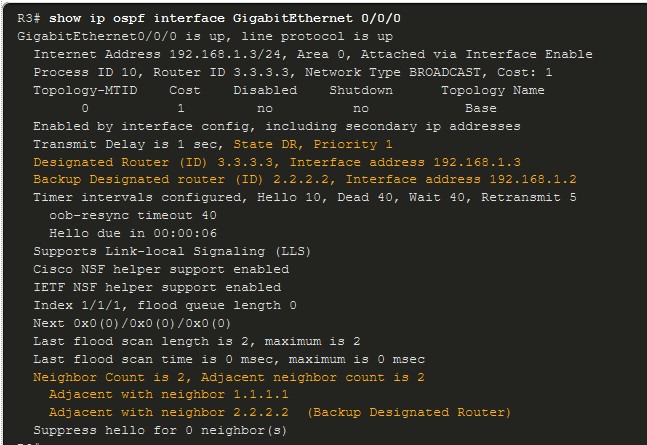 R3# show ip ospf interface GigabitEthernet 0/0/0
GigabitEthernet0/0/0 is up, line protocol is up
Internet Address 192.168.1.3/24, Area 0, Attached via Interface Enable
Process ID 10, Router ID 3.3.3.3, Network Type BROADCAST, Cost: 1
Topology-MTID Cost Disabled Shutdown Topology Name
0 1 no no Base
Enabled by interface config, including secondary ip addresses
Transmit Delay is 1 sec, State DR, Priority 1
Designated Router (ID) 3.3.3.3, Interface address 192.168.1.3
Backup Designated router (ID) 2.2.2.2, Interface address 192.168.1.2
Timer intervals configured, Hello 10, Dead 40, Wait 40, Retransmit 5
oob-resync timeout 40
Hello due in 00:00:06
Supports Link-local Signaling (LLS)
Cisco NSF helper support enabled
IETF NSF helper support enabled
Index 1/1/1, flood queue length 0
Next 0x0(0)/0x0(0)/0x0(0)
Last flood scan length is 2, maximum is 2
Last flood scan time is 0 msec, maximum is 0 msec
Neighbor Count is 2, Adjacent neighbor count is 2
Adjacent with neighbor 1.1.1.1
Adjacent with neighbor 2.2.2.2 (Backup Designated Router)
Suppress hello for 0 neighbor(s)